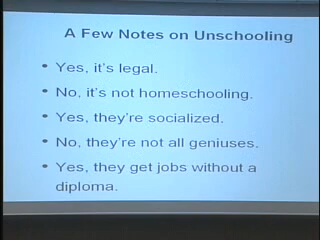 A Few Notes on Unschooling
• Yes, it's legal.
• No, it's not homeschooling.
• Yes, they're socialized.
• No, they're not all geniuses.
• Yes, they get jobs without a
diploma.